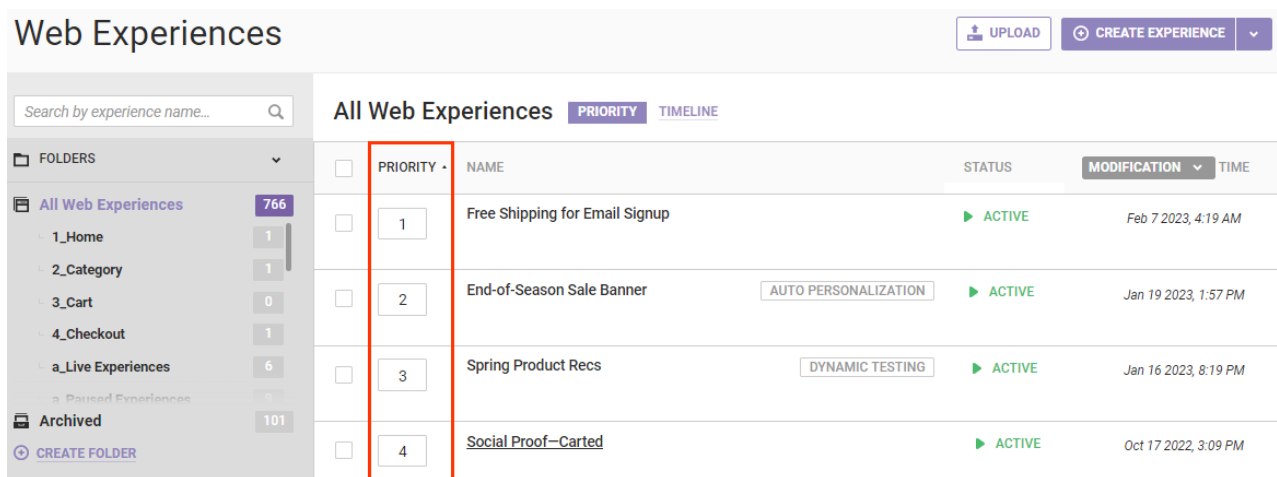 Web Experiences
UPLOAD
CREATE EXPERIENCE
Search by experience name...
All Web Experiences PRIORITY TIMELINE
FOLDERS
PRIORITY NAME STATUS MODIFICATION TIME
All Web Experiences 766
1_Home 1
2_Category 1
3_Cart 0
4_Checkout 1
a_Live Experiences 6
a_Paused Experiences 9
Archived 101
CREATE FOLDER
1 Free Shipping for Email Signup ACTIVE Feb 7 2023, 4:19 AM
2 End-of-Season Sale Banner AUTO PERSONALIZATION ACTIVE Jan 19 2023, 1:57 PM
3 Spring Product Recs DYNAMIC TESTING ACTIVE Jan 16 2023, 8:19 PM
4 Social Proof—Carted ACTIVE Oct 17 2022, 3:09 PM